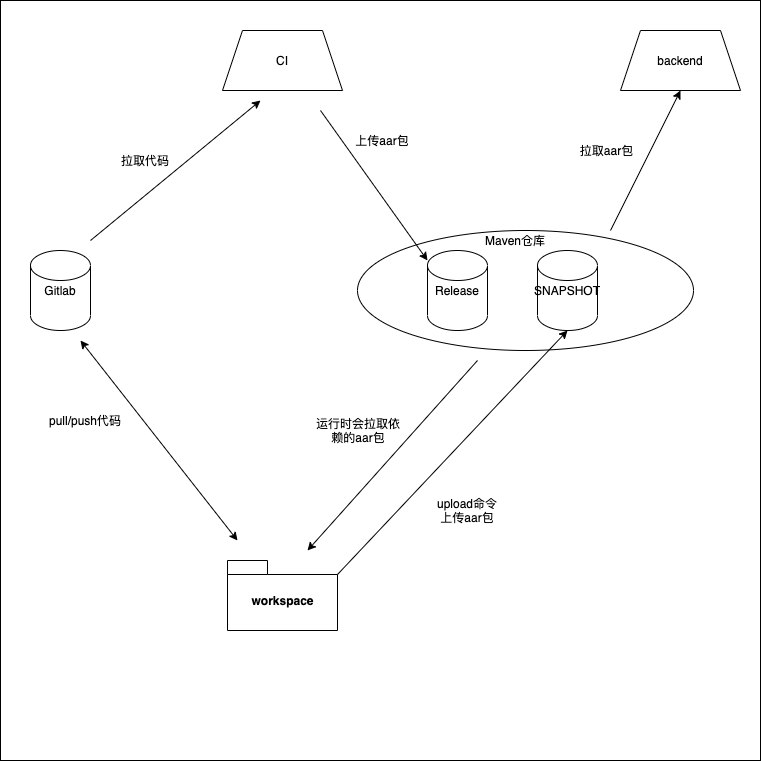 CI
backend
上传aar包
拉取代码
拉取aar包
Maven仓库
Gitlab
Release
SNAPSHOT
pull/push代码
运行时会拉取依
赖的aar包
upload命令
上传aar包
workspace